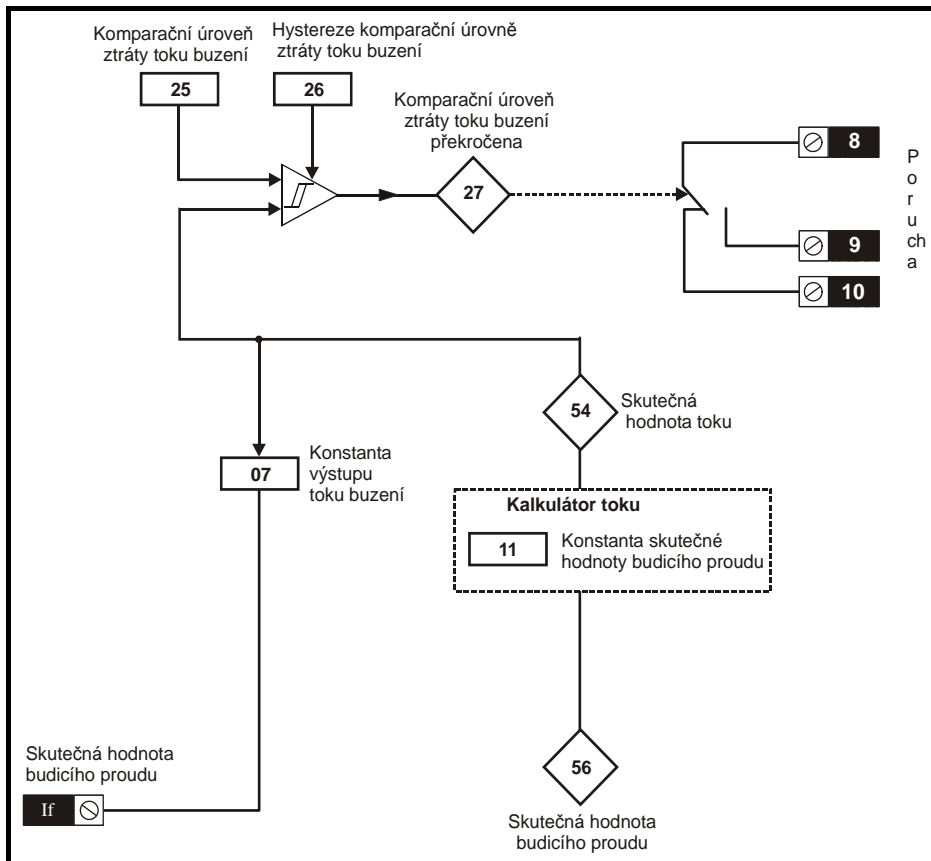 Komparační úroveň
ztráty toku buzení
25
Hystereze komparační úrovně
ztráty toku buzení
26
Komparační úroveň
ztráty toku buzení
překročena
27
8
9
10
P
o
r
u
ch
a
54
Skutečná
hodnota toku
07
Konstanta
výstupu
toku buzení
Kalkulátor toku
11
Konstanta skutečné
hodnoty budicího proudu
Skutečná hodnota
budicího proudu
If
56
Skutečná hodnota
budicího proudu